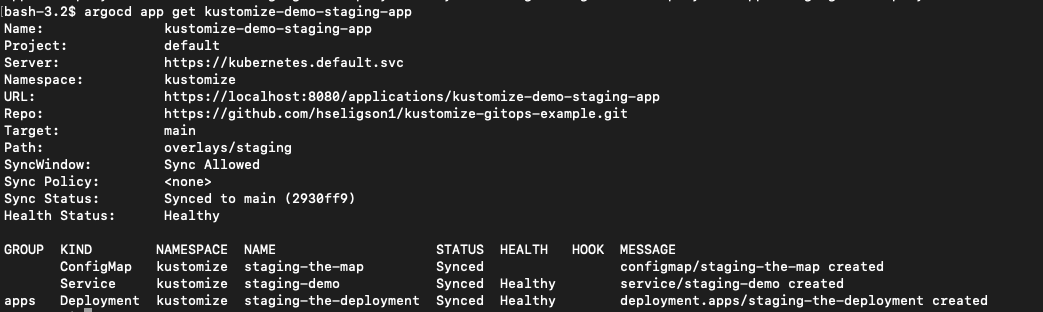 [bash-3.2$ argocd app get kustomize-demo-staging-app
Name: kustomize-demo-staging-app
Project: default
Server: https://kubernetes.default.svc
Namespace: kustomize
URL: https://localhost:8080/applications/kustomize-demo-staging-app
Repo: https://github.com/hseligson1/kustomize-gitops-example.git
Target: main
Path: overlays/staging
SyncWindow: Sync Allowed
Sync Policy: <none>
Sync Status: Synced to main (2930ff9)
Health Status: Healthy
GROUP KIND NAMESPACE NAME STATUS HEALTH HOOK MESSAGE
ConfigMap kustomize staging-the-map Synced configmap/staging-the-map created
Service kustomize staging-demo Synced Healthy service/staging-demo created
apps Deployment kustomize staging-the-deployment Synced Healthy deployment.apps/staging-the-deployment created